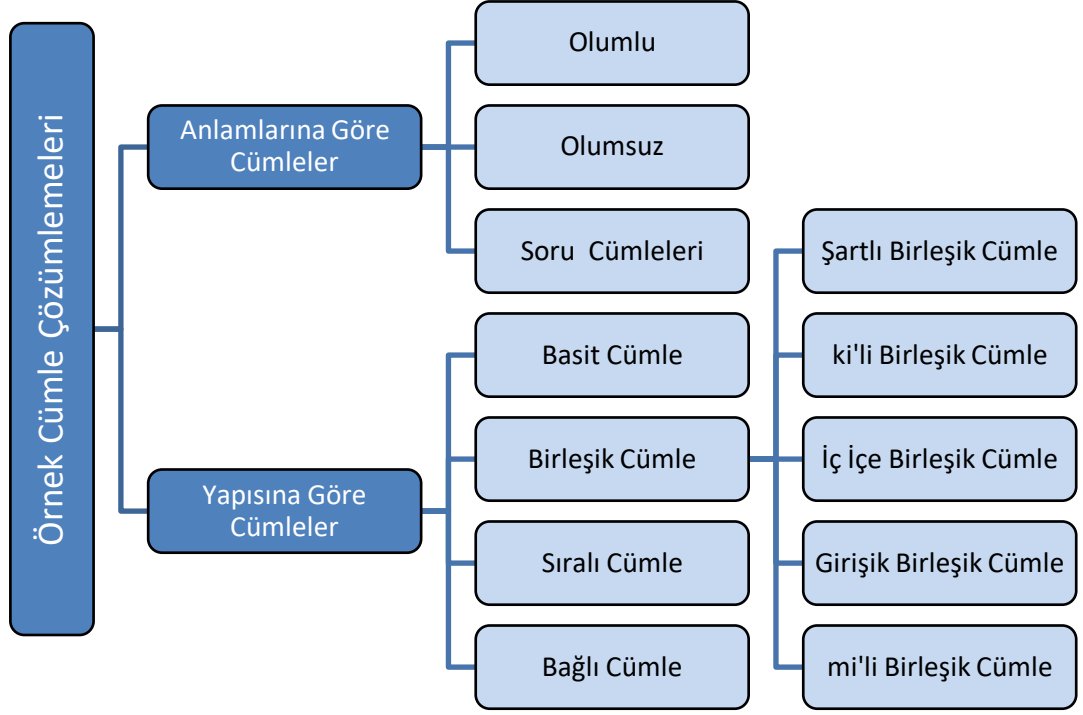 Örnek Cümle Çözümlemeleri
Anlamlarına Göre
Cümleler
Olumlu
Olumsuz
Soru  Cümleleri
Yapısına Göre
Cümleler
Basit Cümle
Birleşik Cümle
Şartlı Birleşik Cümle
ki'li Birleşik Cümle
İç İçe Birleşik Cümle
Girişik Birleşik Cümle
mi'li Birleşik Cümle
Sıralı Cümle
Bağlı Cümle